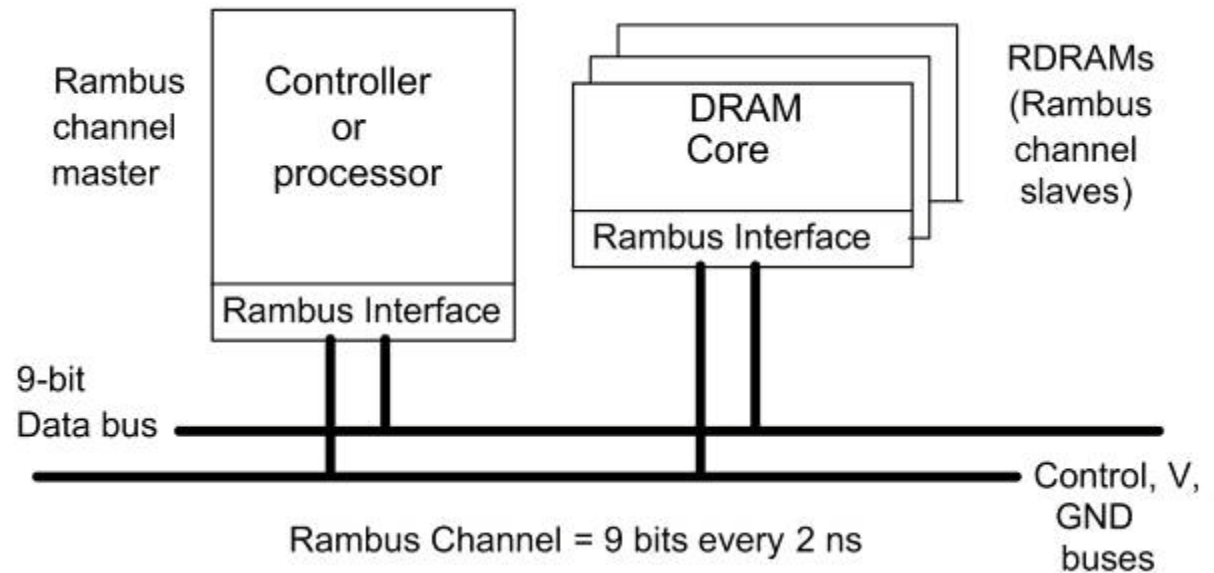 Rambus
channel
master
Controller
or
processor
Rambus Interface
DRAM
Core
Rambus Interface
RDRAMs
(Rambus
channel
slaves)
9-bit
Data bus
Control, V,
GND
buses
Rambus Channel = 9 bits every 2 ns